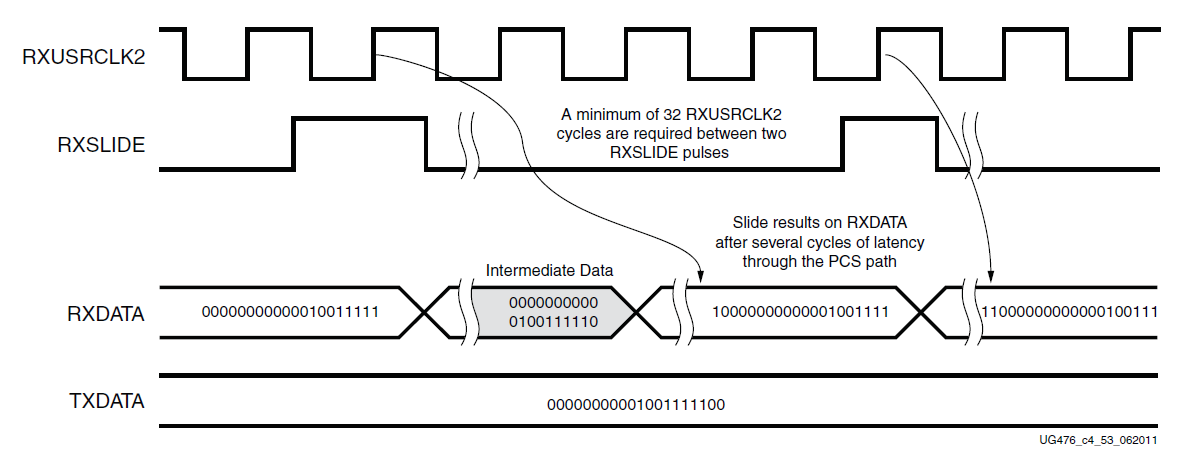 RXUSRCLK2
RXSLIDE
A minimum of 32 RXUSRCLK2
cycles are required between two
RXSLIDE pulses
Slide results on RXDATA
after several cycles of latency
through the PCS path
Intermediate Data
RXDATA
00000000000010011111
0000000000
0100111110
10000000000001001111
11000000000000100111
TXDATA
00000000001001111100
UG476_c4_53_062011